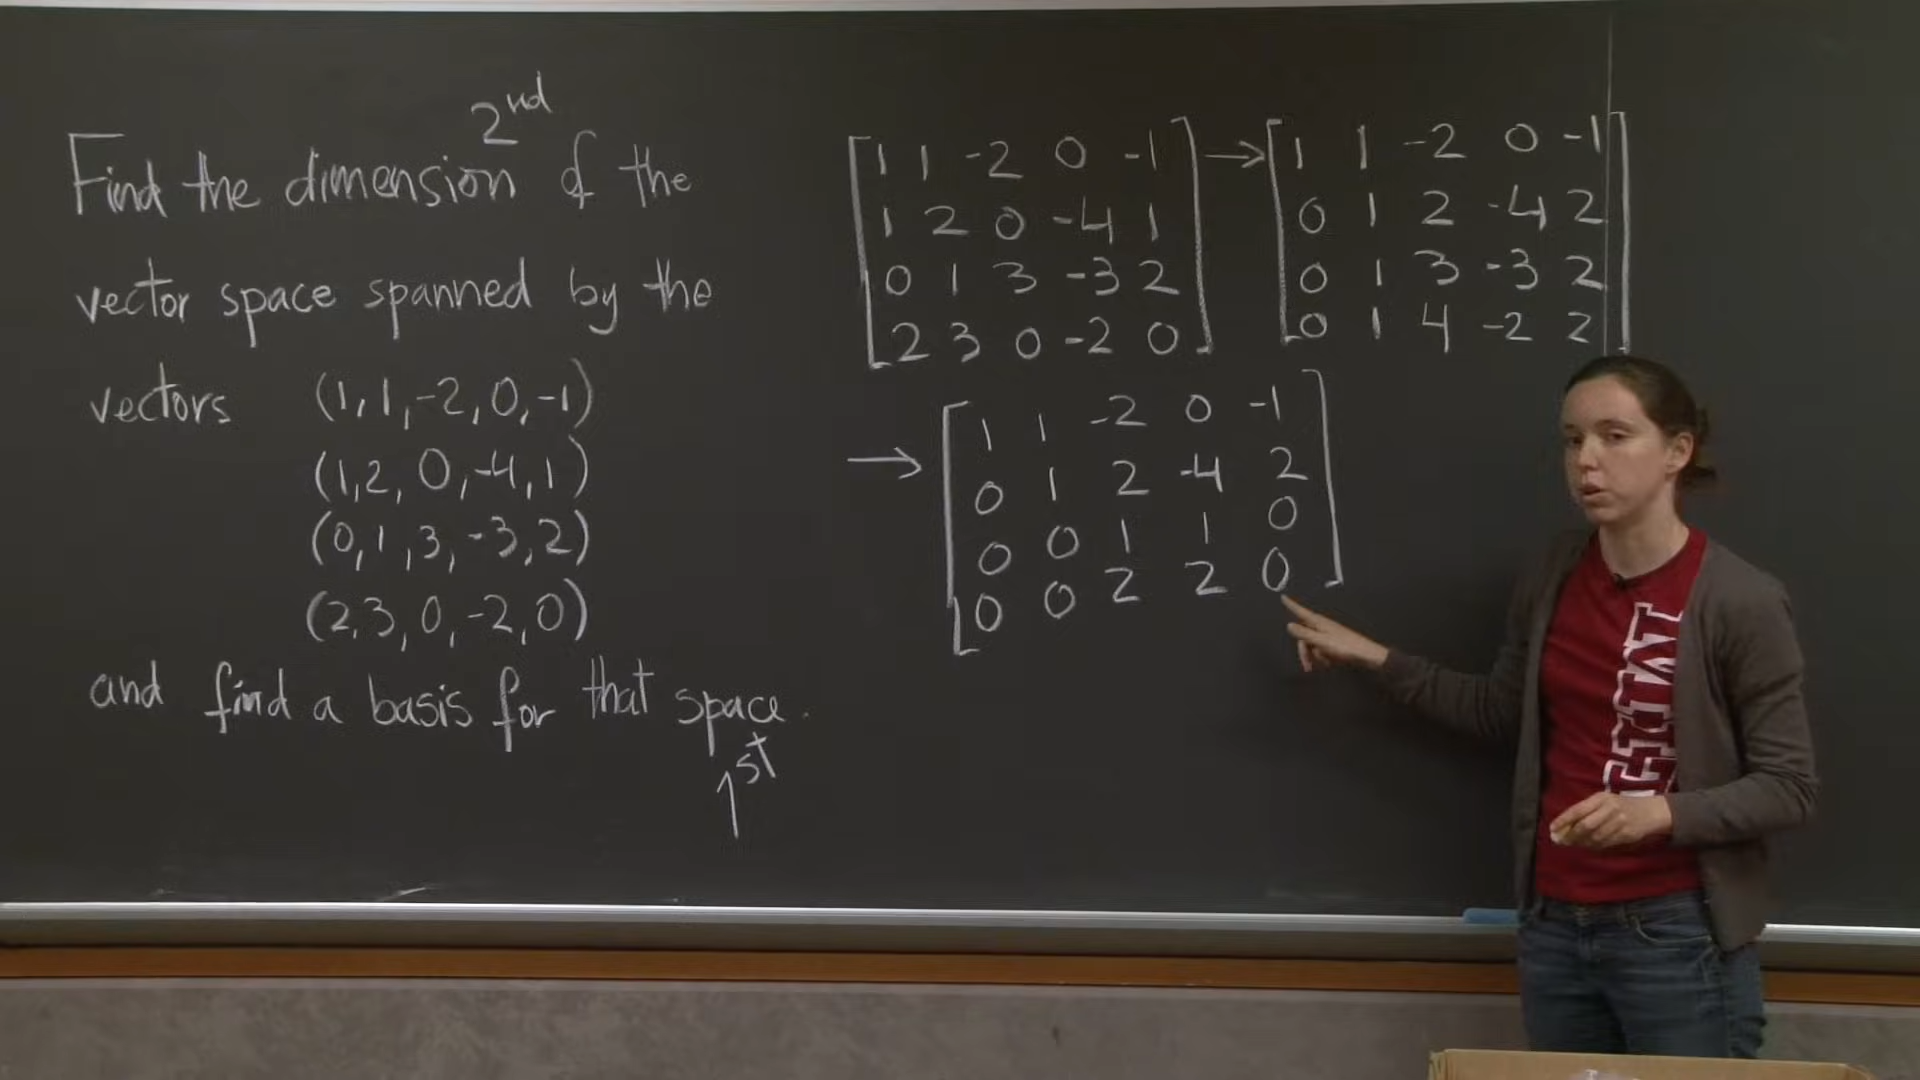 2nd
Find the dimension of the
vector space spanned by the
vectors (1,1,-2,0,-1)
(1,2,0,-4,1)
(0,1,3,-3,2)
(2,3,0,-2,0)
and find a basis for that space.
1st
1 1 -2 0 -1
1 2 0 -4 1
0 1 3 -3 2
2 3 0 -2 0
→
1 1 -2 0 -1
0 1 2 -4 2
0 1 3 -3 2
0 1 4 -2 2
→
1 1 -2 0 -1
0 1 2 -4 2
0 0 1 1 0
0 0 2 2 0